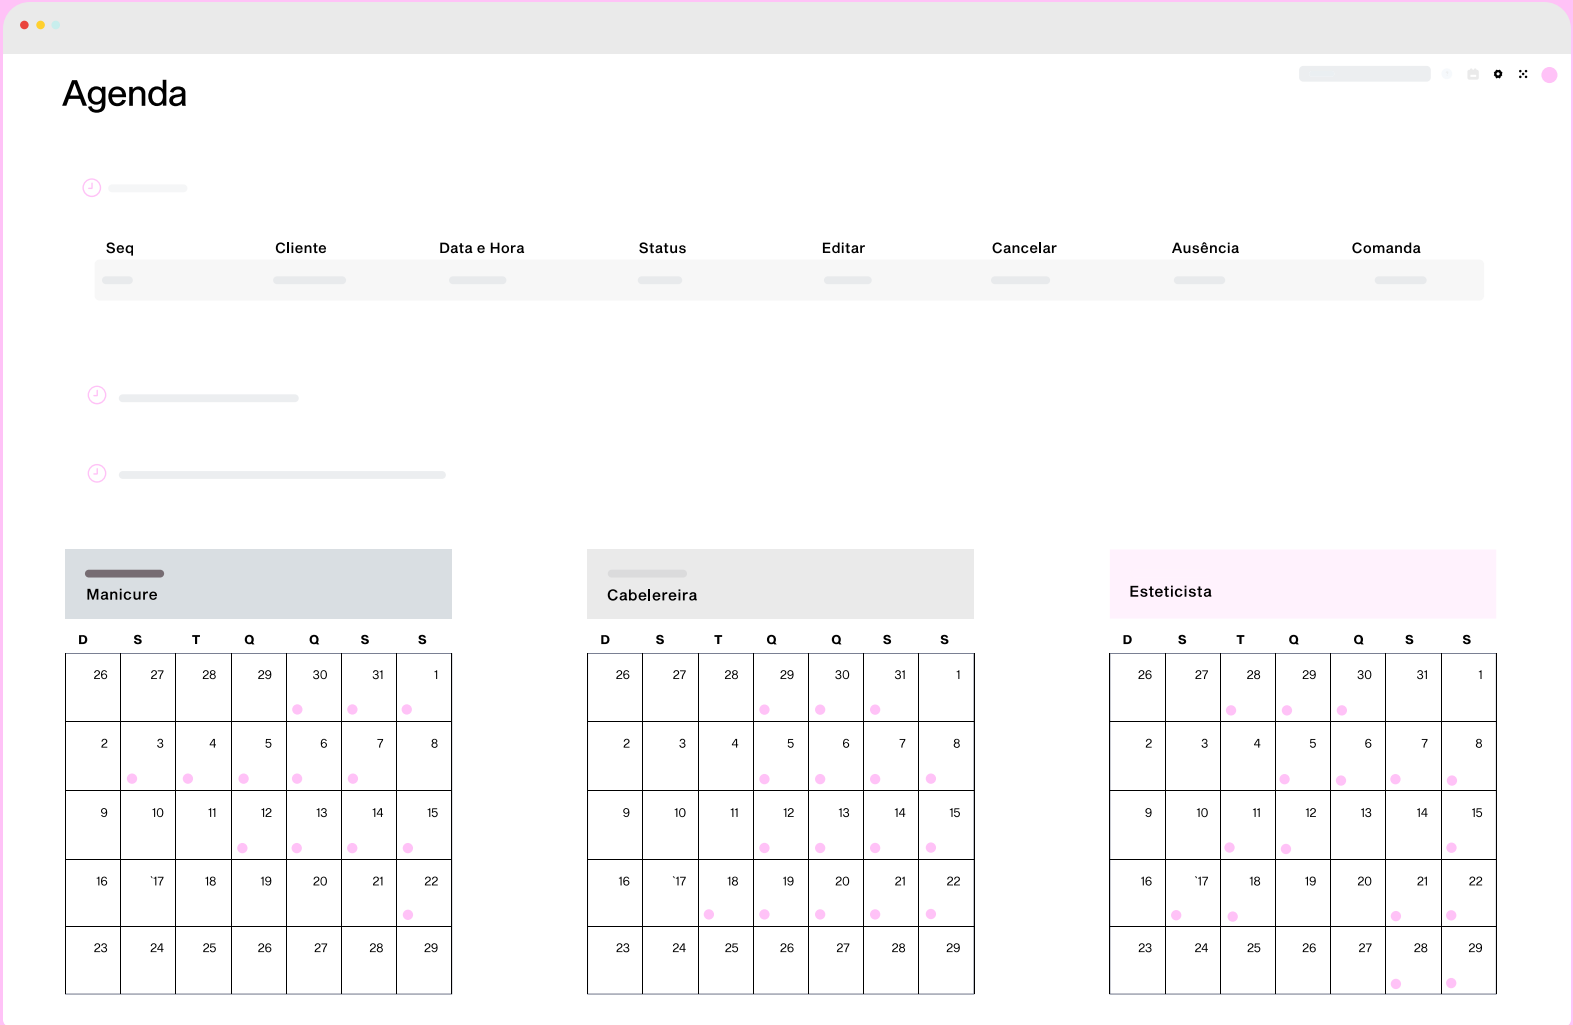 Agenda
Seq Cliente Data e Hora Status Editar Cancelar Ausência Comanda
Manicure
D S T Q Q S S
26 27 28 29 30 31 1
2 3 4 5 6 7 8
9 10 11 12 13 14 15
16 `17 18 19 20 21 22
23 24 25 26 27 28 29
Cabelereira
D S T Q Q S S
26 27 28 29 30 31 1
2 3 4 5 6 7 8
9 10 11 12 13 14 15
16 `17 18 19 20 21 22
23 24 25 26 27 28 29
Esteticista
D S T Q Q S S
26 27 28 29 30 31 1
2 3 4 5 6 7 8
9 10 11 12 13 14 15
16 `17 18 19 20 21 22
23 24 25 26 27 28 29